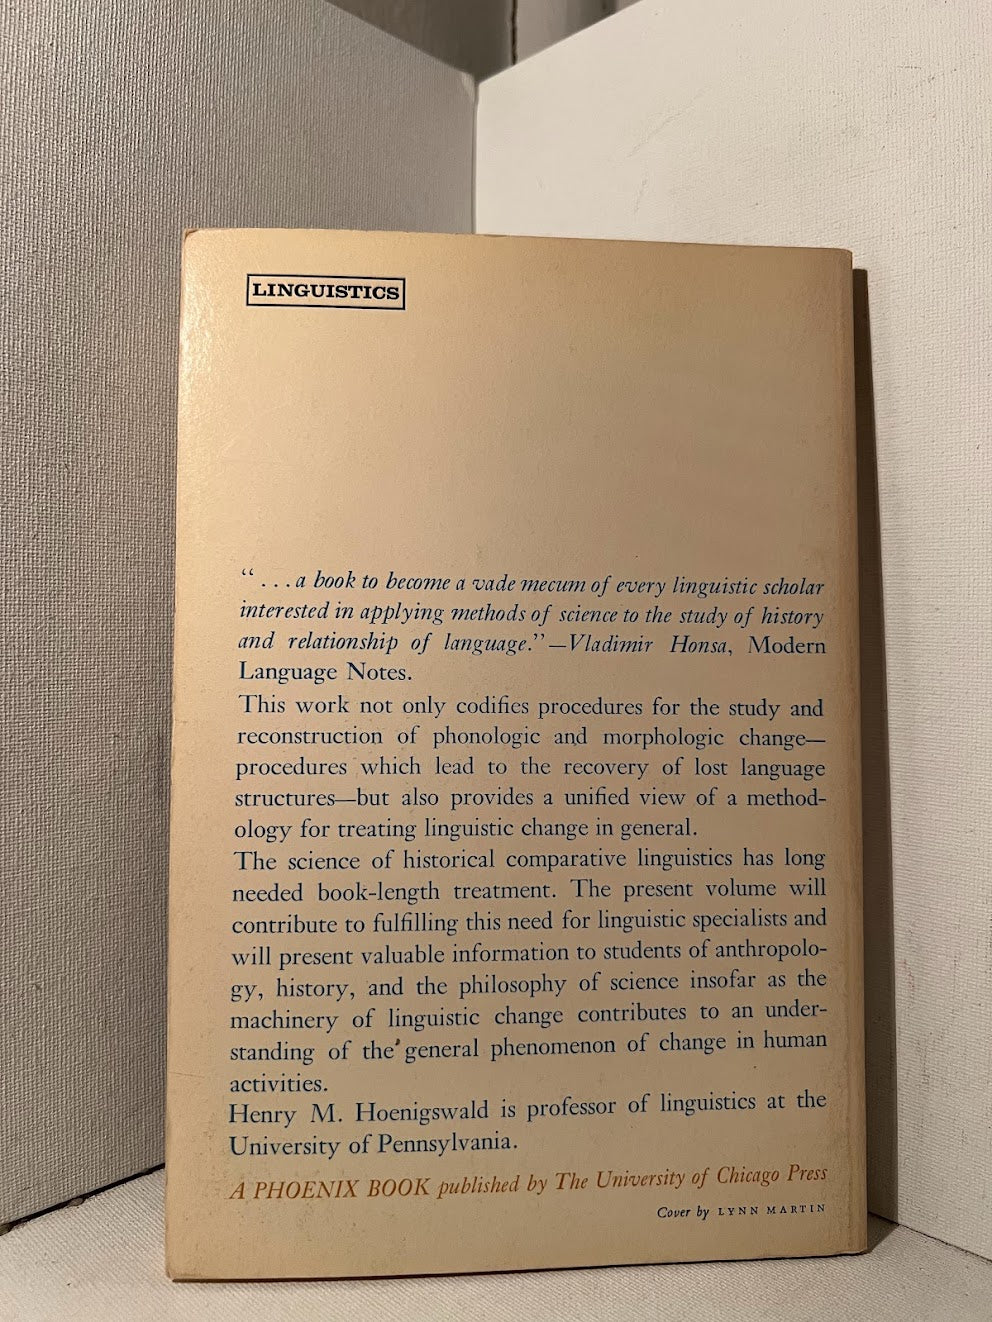 LINGUISTICS
“ . . . a book to become a vade mecum of every linguistic scholar
interested in applying methods of science to the study of history
and relationship of language.”—Vladimir Honsa, Modern
Language Notes.
This work not only codifies procedures for the study and
reconstruction of phonologic and morphologic change—
procedures which lead to the recovery of lost language
structures—but also provides a unified view of a method-
ology for treating linguistic change in general.
The science of historical comparative linguistics has long
needed book-length treatment. The present volume will
contribute to fulfilling this need for linguistic specialists and
will present valuable information to students of anthropolo-
gy, history, and the philosophy of science insofar as the
machinery of linguistic change contributes to an under-
standing of the general phenomenon of change in human
activities.
Henry M. Hoenigswald is professor of linguistics at the
University of Pennsylvania.
A PHOENIX BOOK published by The University of Chicago Press
Cover by LYNN MARTIN